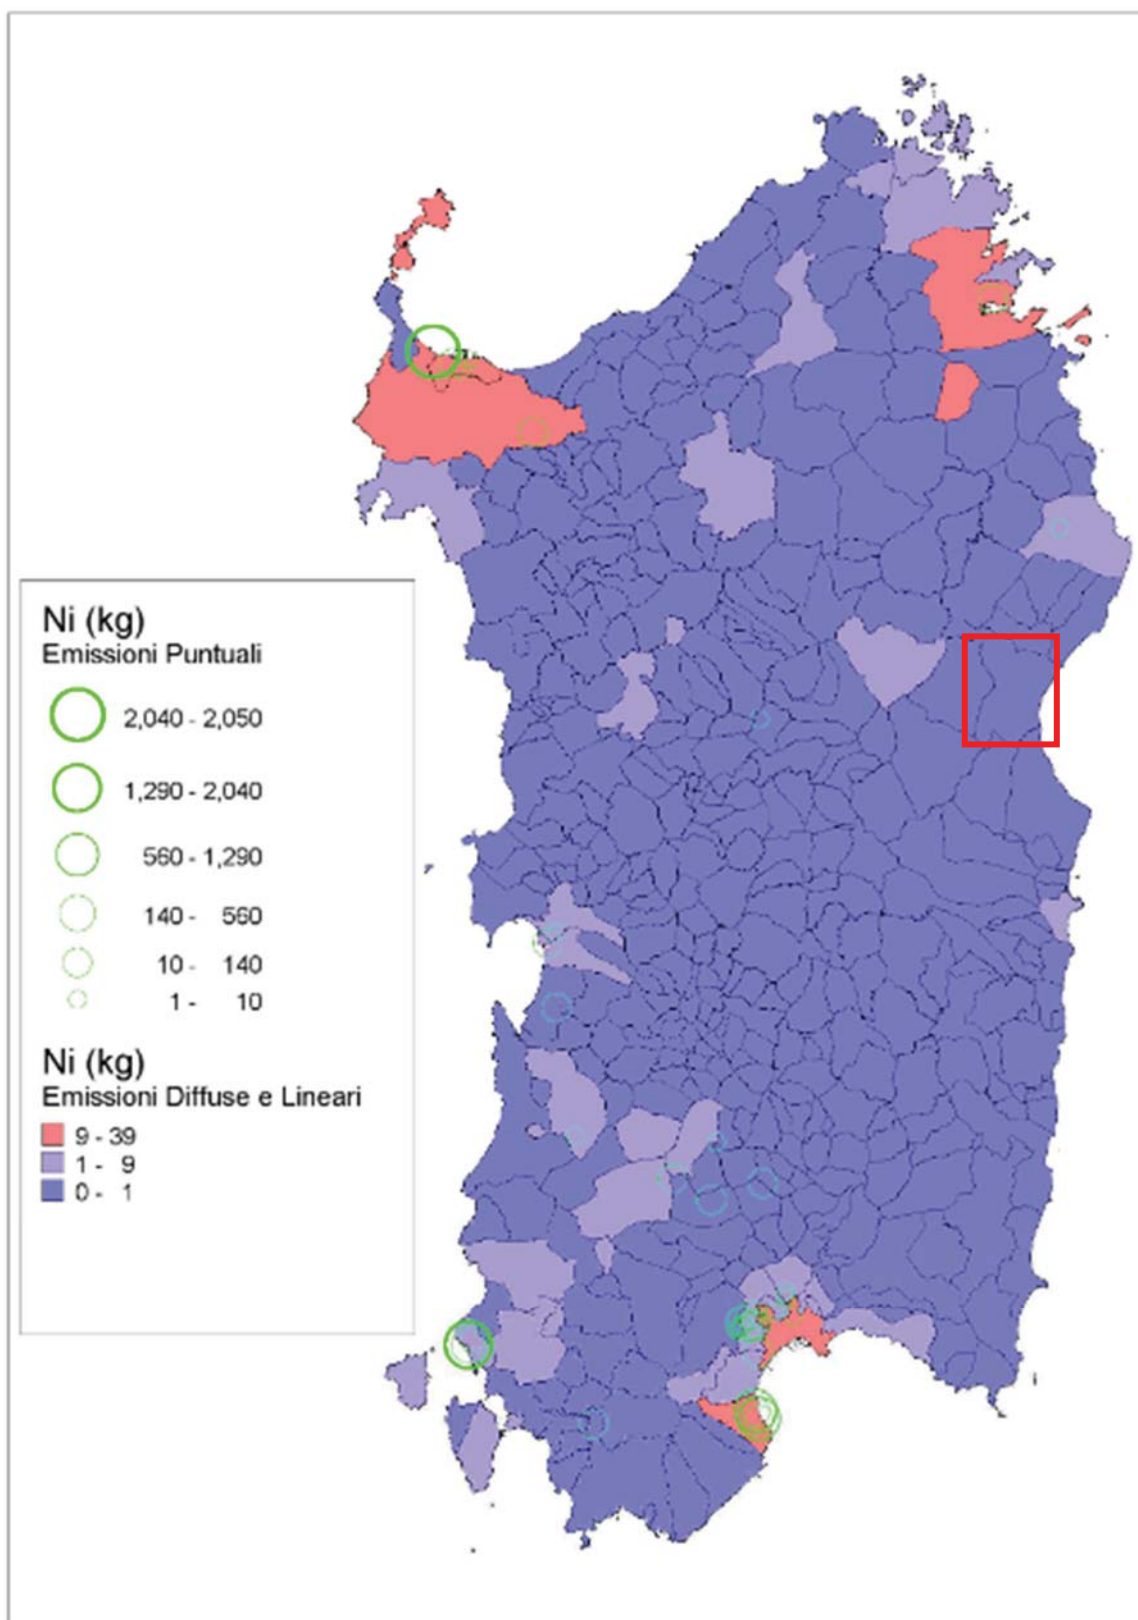 Ni (kg)
Emissioni Puntuali
2,040 - 2,050
1,290 - 2,040
560 - 1,290
140 - 560
10 - 140
1 - 10
Ni (kg)
Emissioni Diffuse e Lineari
9 - 39
1 - 9
0 - 1